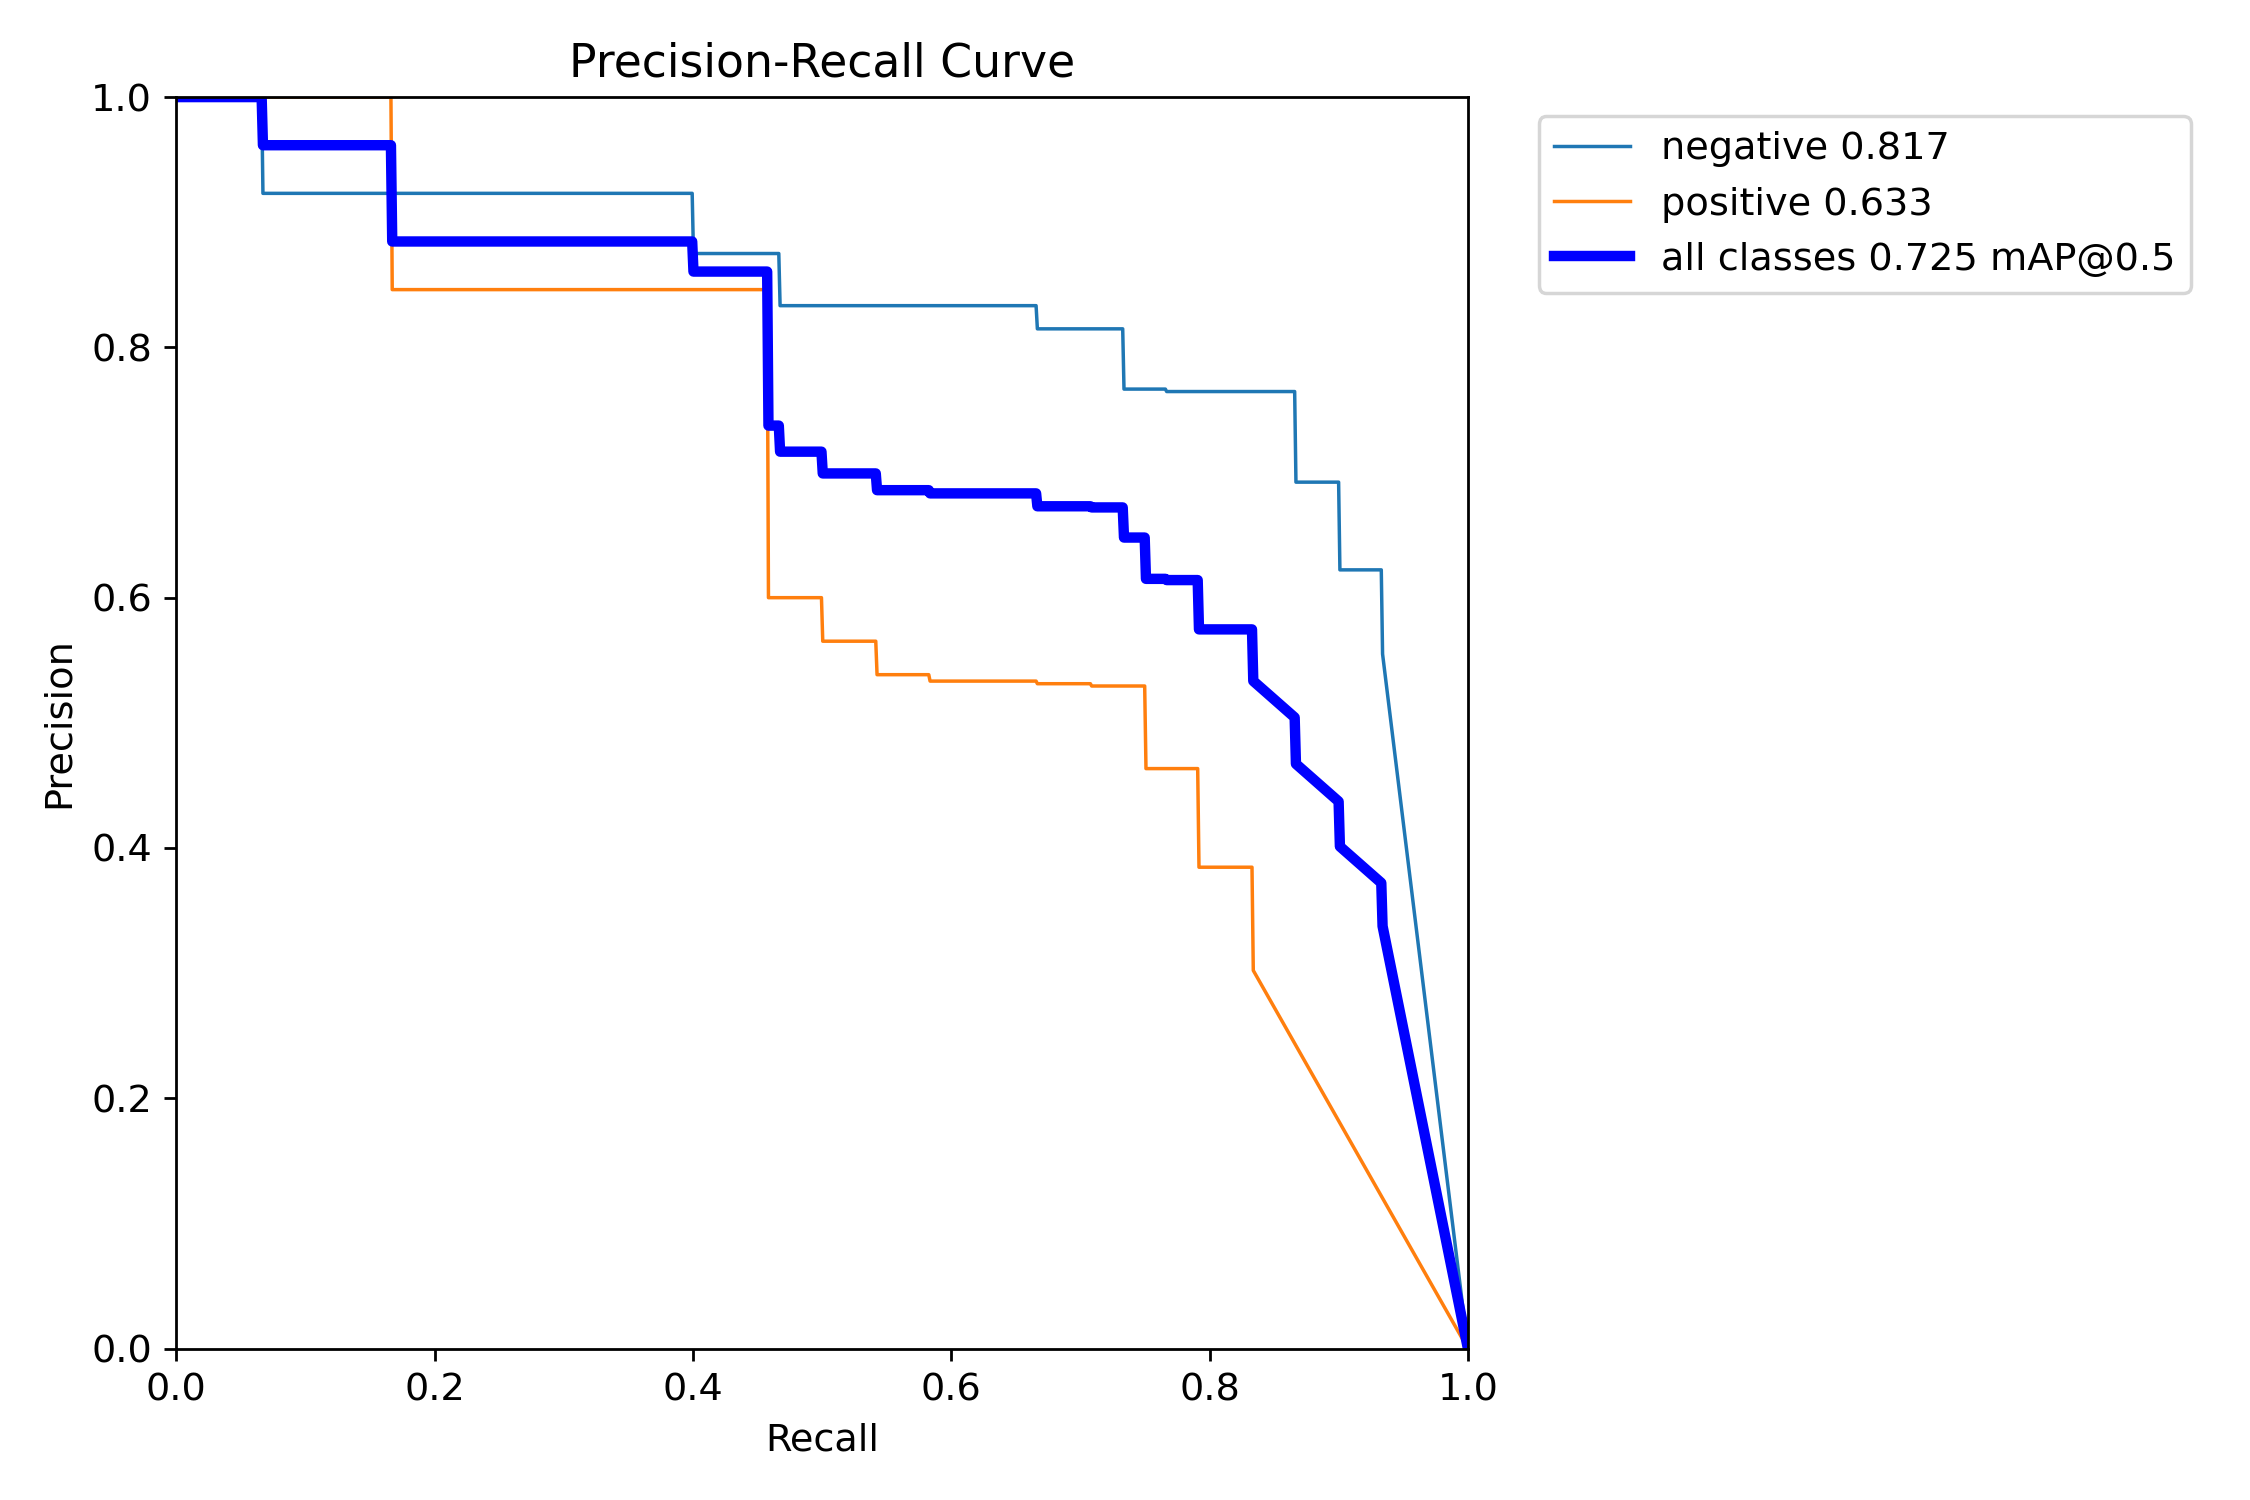 Precision-Recall Curve
1.0
0.8
0.6
0.4
0.2
0.0
Precision
0.0 0.2 0.4 0.6 0.8 1.0
Recall
negative 0.817
positive 0.633
all classes 0.725 mAP@0.5